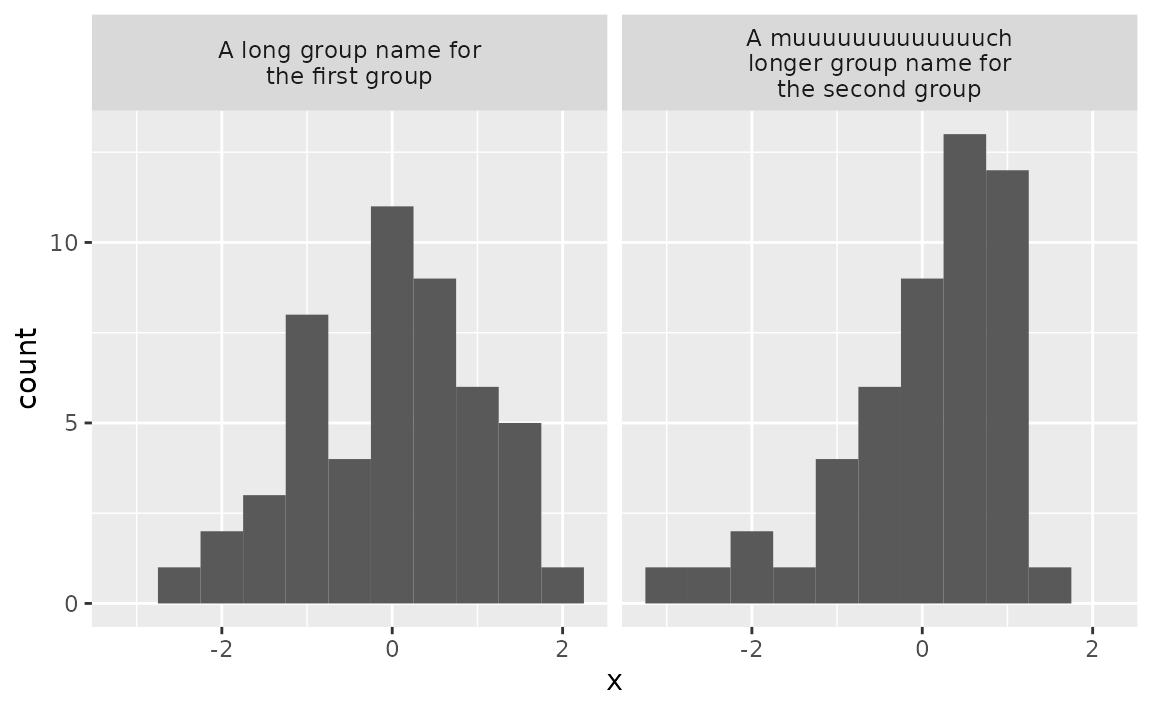 A long group name for
the first group
A muuuuuuuuuuuuuch
longer group name for
the second group
count
10
5
0
-2
0
2
-2
0
2
x